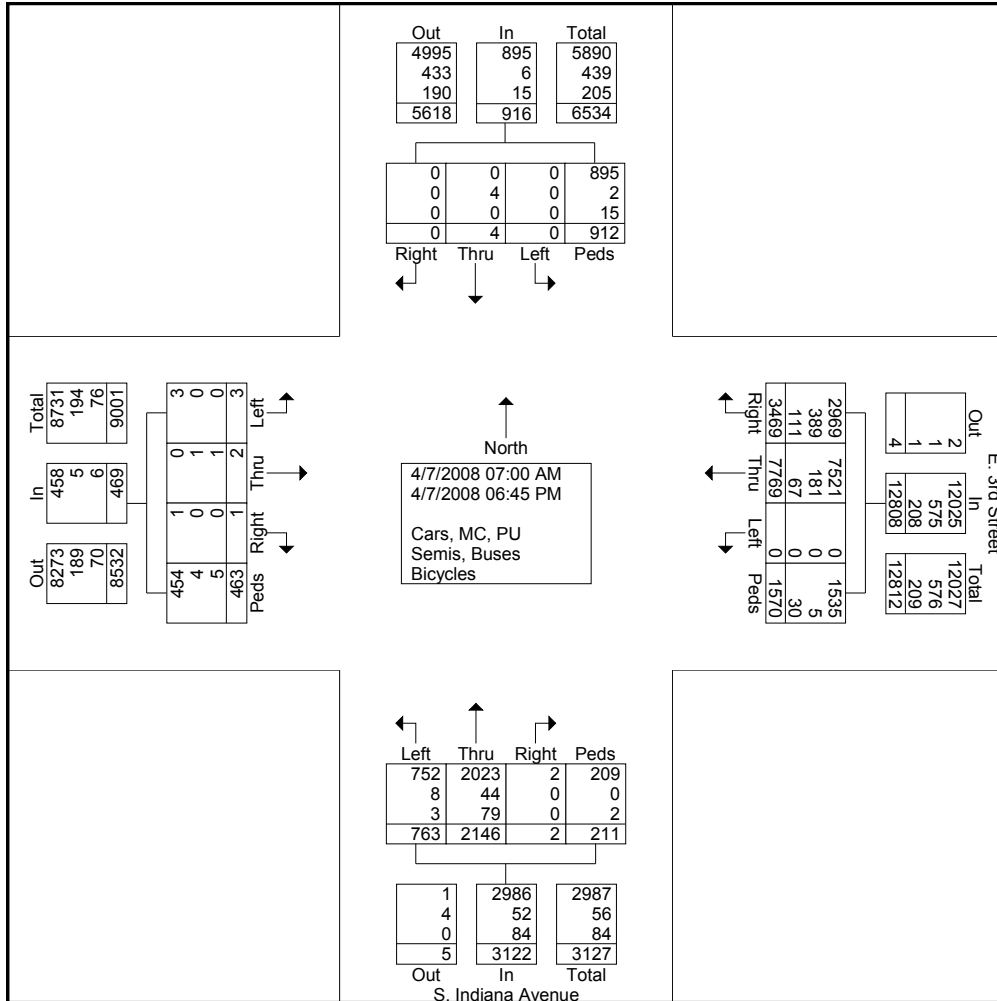 Out In Total
4995 895 5890
433 6 439
190 15 205
5618 916 6534
0 0 0 895
0 4 0 2
0 0 0 15
0 4 0 912
Right Thru Left Peds
Total
8731 194 76 9001
In
458 5 6 469
Out
8273 189 70 8532
3 0 0 3
Left
0 1 1 2
Thru
1 0 0 1
Right
454 4 5 463
Peds
North
4/7/2008 07:00 AM
4/7/2008 06:45 PM
Cars, MC, PU
Semis, Buses
Bicycles
Right
2969 389 111 3469
Thru
7521 181 67 7769
Left
0 0 0 0
Peds
1535 5 30 1570
E. 3rd Street
Out
2 1 1 4
In
12025 575 208 12808
Total
12027 576 209 12812
Left Thru Right Peds
752 2023 2 209
8 44 0 0
3 79 0 2
763 2146 2 211
1 2986 2987
4 52 56
0 84 84
5 3122 3127
Out In Total
S. Indiana Avenue